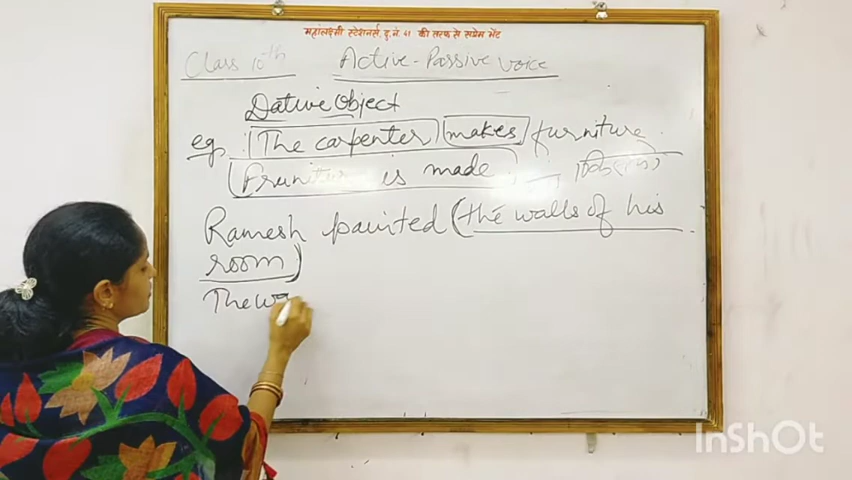 महांलक्ष्मी स्टेशनर्स, दु.नं. 41 की तरफ से सप्रेम भेंट
Class 10th Active-Passive voice
Dative Object
eg. The carpenter makes furniture.
is made
Ramesh painted (the walls of his
room)
The wa
InShOt